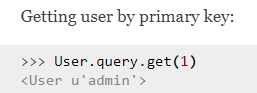 Getting user by primary key:
>>> User.query.get(1)
<User u'admin'>